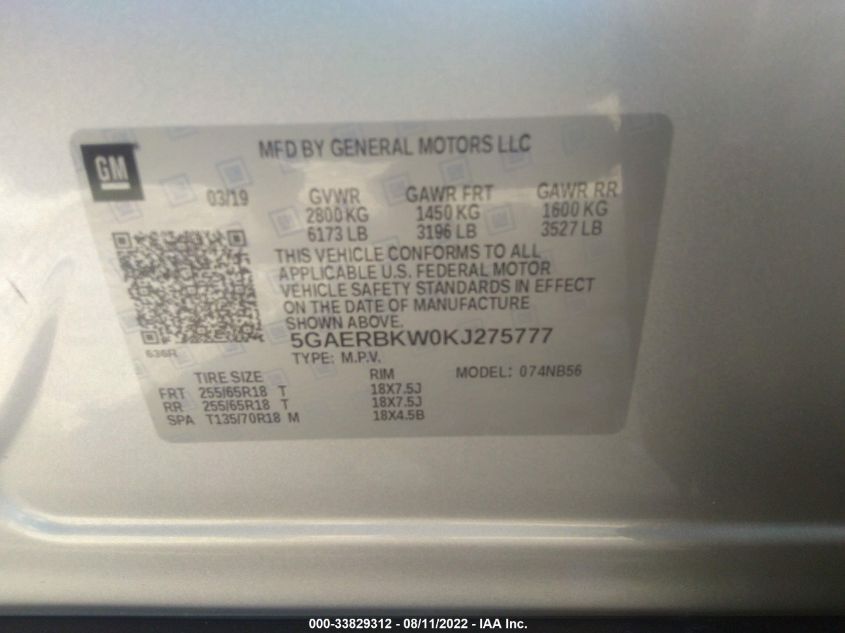 GM
MFD BY GENERAL MOTORS LLC
03/19 GVWR GAWR FRT GAWR RR
2800 KG 1450 KG 1600 KG
6173 LB 3196 LB 3527 LB
THIS VEHICLE CONFORMS TO ALL
APPLICABLE U.S. FEDERAL MOTOR
VEHICLE SAFETY STANDARDS IN EFFECT
ON THE DATE OF MANUFACTURE
SHOWN ABOVE.
636R
5GAERBKW0KJ275777
TYPE: M.P.V.
TIRE SIZE RIM MODEL: 074NB56
FRT 255/65R18 T 18X7.5J
RR 255/65R18 T 18X7.5J
SPA T135/70R18 M 18X4.5B
000-33829312 - 08/11/2022 - IAA Inc.